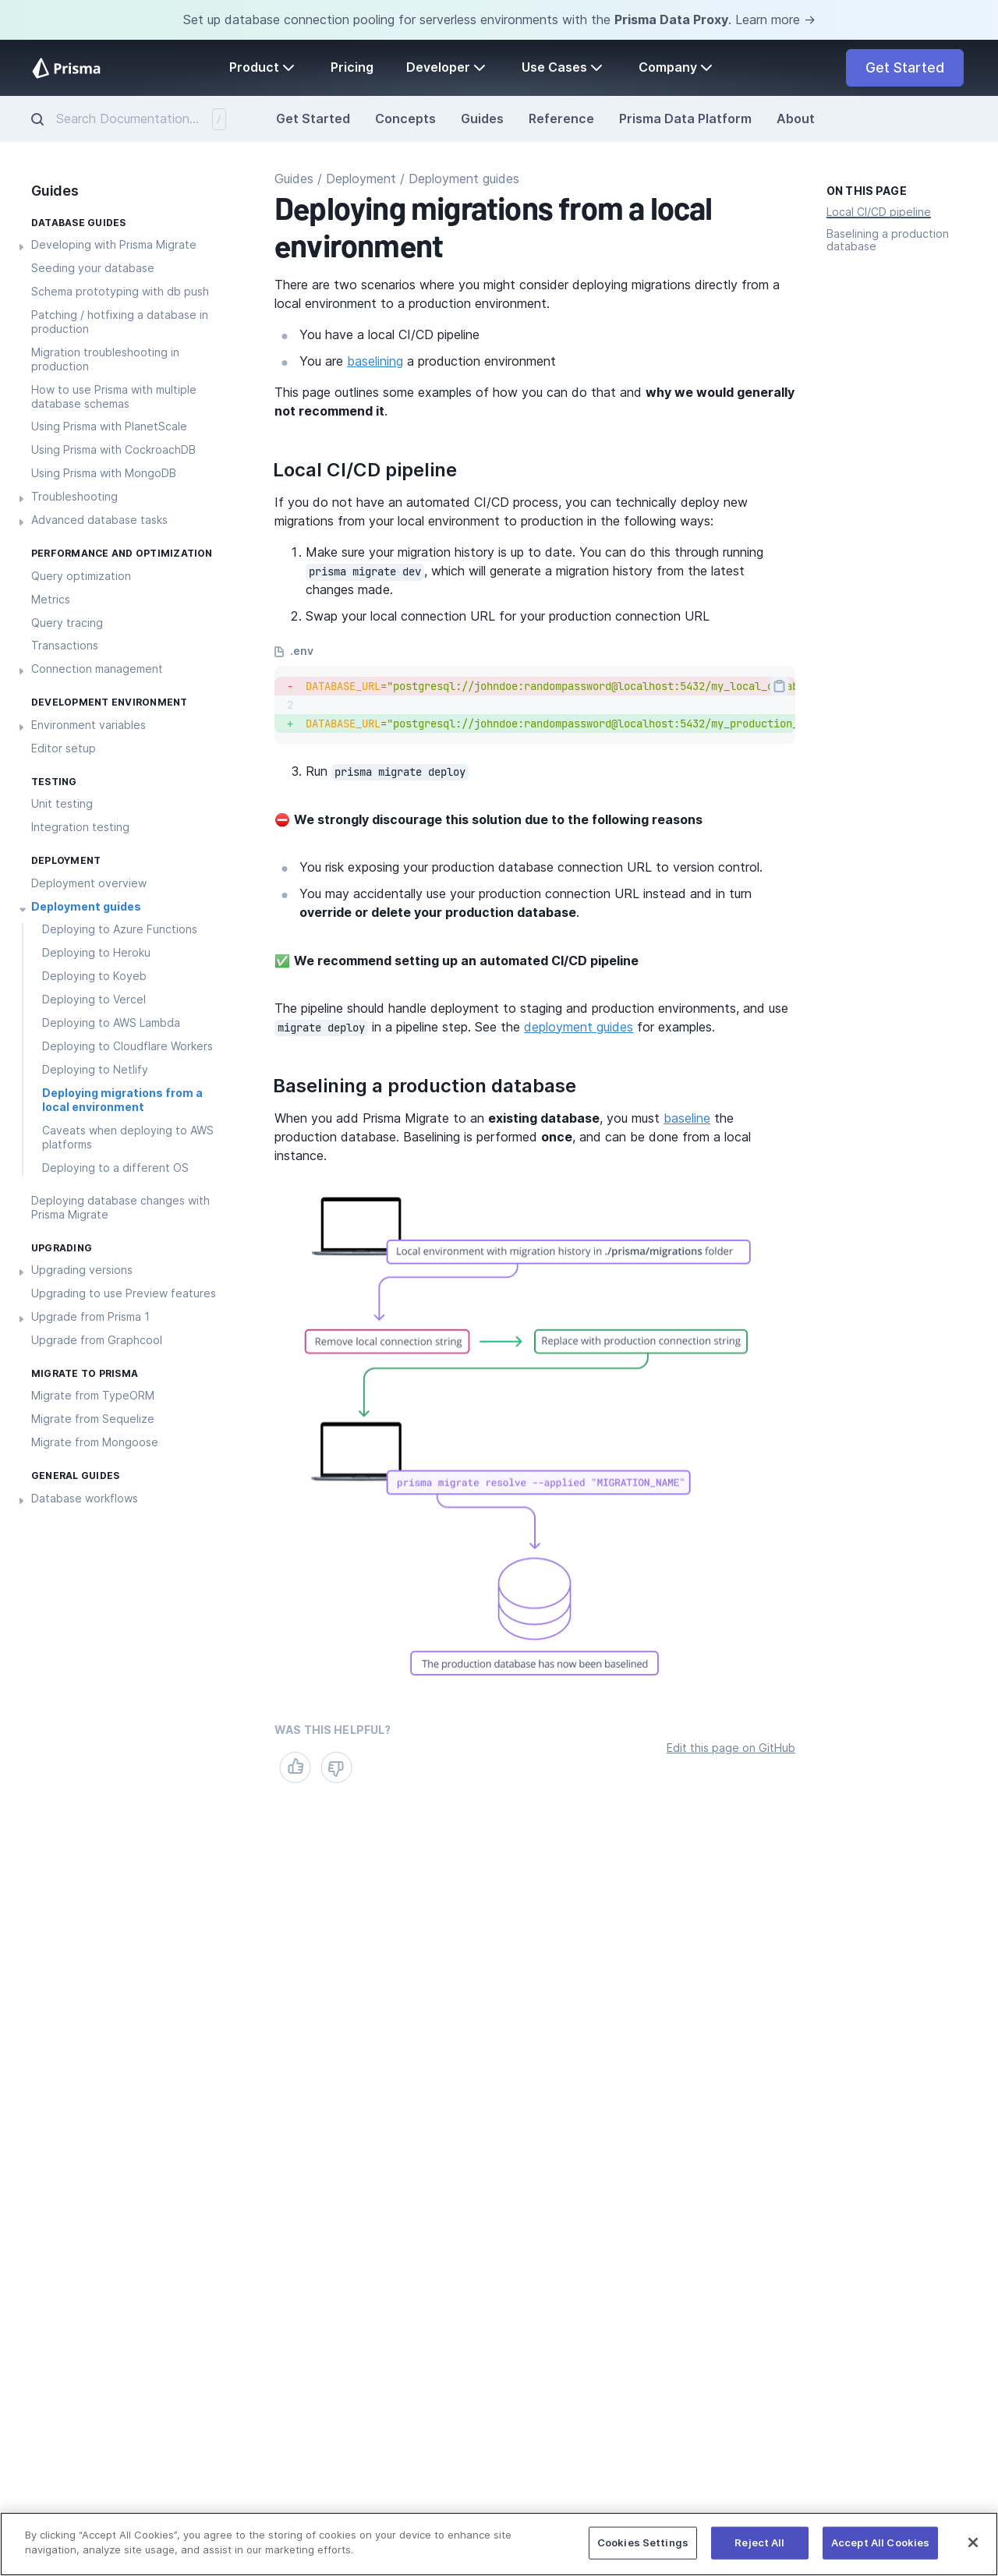 Set up database connection pooling for serverless environments with the Prisma Data Proxy. Learn more →
Prisma
Product
Pricing
Developer
Use Cases
Company
Get Started
Search Documentation...
/
Get Started
Concepts
Guides
Reference
Prisma Data Platform
About
Guides
DATABASE GUIDES
Developing with Prisma Migrate
Seeding your database
Schema prototyping with db push
Patching / hotfixing a database in
production
Migration troubleshooting in
production
How to use Prisma with multiple
database schemas
Using Prisma with PlanetScale
Using Prisma with CockroachDB
Using Prisma with MongoDB
Troubleshooting
Advanced database tasks
PERFORMANCE AND OPTIMIZATION
Query optimization
Metrics
Query tracing
Transactions
Connection management
DEVELOPMENT ENVIRONMENT
Environment variables
Editor setup
TESTING
Unit testing
Integration testing
DEPLOYMENT
Deployment overview
Deployment guides
Deploying to Azure Functions
Deploying to Heroku
Deploying to Koyeb
Deploying to Vercel
Deploying to AWS Lambda
Deploying to Cloudflare Workers
Deploying to Netlify
Deploying migrations from a
local environment
Caveats when deploying to AWS
platforms
Deploying to a different OS
Deploying database changes with
Prisma Migrate
UPGRADING
Upgrading versions
Upgrading to use Preview features
Upgrade from Prisma 1
Upgrade from Graphcool
MIGRATE TO PRISMA
Migrate from TypeORM
Migrate from Sequelize
Migrate from Mongoose
GENERAL GUIDES
Database workflows
Guides / Deployment / Deployment guides
Deploying migrations from a local
environment
There are two scenarios where you might consider deploying migrations directly from a
local environment to a production environment.
You have a local CI/CD pipeline
You are baselining a production environment
This page outlines some examples of how you can do that and why we would generally
not recommend it.
Local CI/CD pipeline
If you do not have an automated CI/CD process, you can technically deploy new
migrations from your local environment to production in the following ways:
1. Make sure your migration history is up to date. You can do this through running
prisma migrate dev, which will generate a migration history from the latest
changes made.
2. Swap your local connection URL for your production connection URL
.env
- DATABASE_URL="postgresql://johndoe:randompassword@localhost:5432/my_local_
2
+ DATABASE_URL="postgresql://johndoe:randompassword@localhost:5432/my_production_
3. Run prisma migrate deploy
⛔ We strongly discourage this solution due to the following reasons
You risk exposing your production database connection URL to version control.
You may accidentally use your production connection URL instead and in turn
override or delete your production database.
✅ We recommend setting up an automated CI/CD pipeline
The pipeline should handle deployment to staging and production environments, and use
migrate deploy in a pipeline step. See the deployment guides for examples.
Baselining a production database
When you add Prisma Migrate to an existing database, you must baseline the
production database. Baselining is performed once, and can be done from a local
instance.
Local environment with migration history in ./prisma/migrations folder
Remove local connection string
Replace with production connection string
prisma migrate resolve --applied "MIGRATION_NAME"
The production database has now been baselined
WAS THIS HELPFUL?
Edit this page on GitHub
ON THIS PAGE
Local CI/CD pipeline
Baselining a production
database
By clicking “Accept All Cookies”, you agree to the storing of cookies on your device to enhance site
navigation, analyze site usage, and assist in our marketing efforts.
Cookies Settings
Reject All
Accept All Cookies